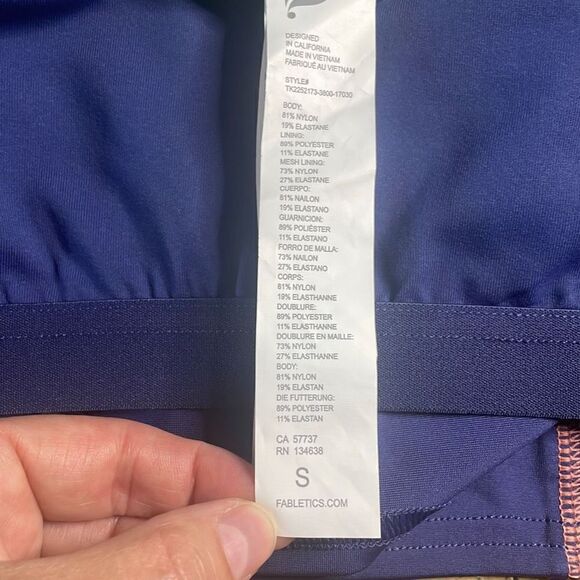 DESIGNED
IN CALIFORNIA
MADE IN VIETNAM
FABRIQUÉ AU VIETNAM
STYLE#
TK2252173-3800-17030
BODY:
81% NYLON
19% ELASTANE
LINING:
89% POLYESTER
11% ELASTANE
MESH LINING:
73% NYLON
27% ELASTANE
CUERPO:
81% NAILON
19% ELASTANO
GUARNICION:
89% POLIÉSTER
11% ELASTANO
FORRO DE MALLA:
73% NAILON
27% ELASTANO
CORPS:
81% NYLON
19% ELASTHANNE
DOUBLURE:
89% POLYESTER
11% ELASTHANNE
DOUBLURE EN MAILLE:
73% NYLON
27% ELASTHANNE
BODY:
81% NYLON
19% ELASTAN
DIE FUTTERUNG:
89% POLYESTER
11% ELASTAN
CA 57737
RN 134638
S
FABLETICS.COM